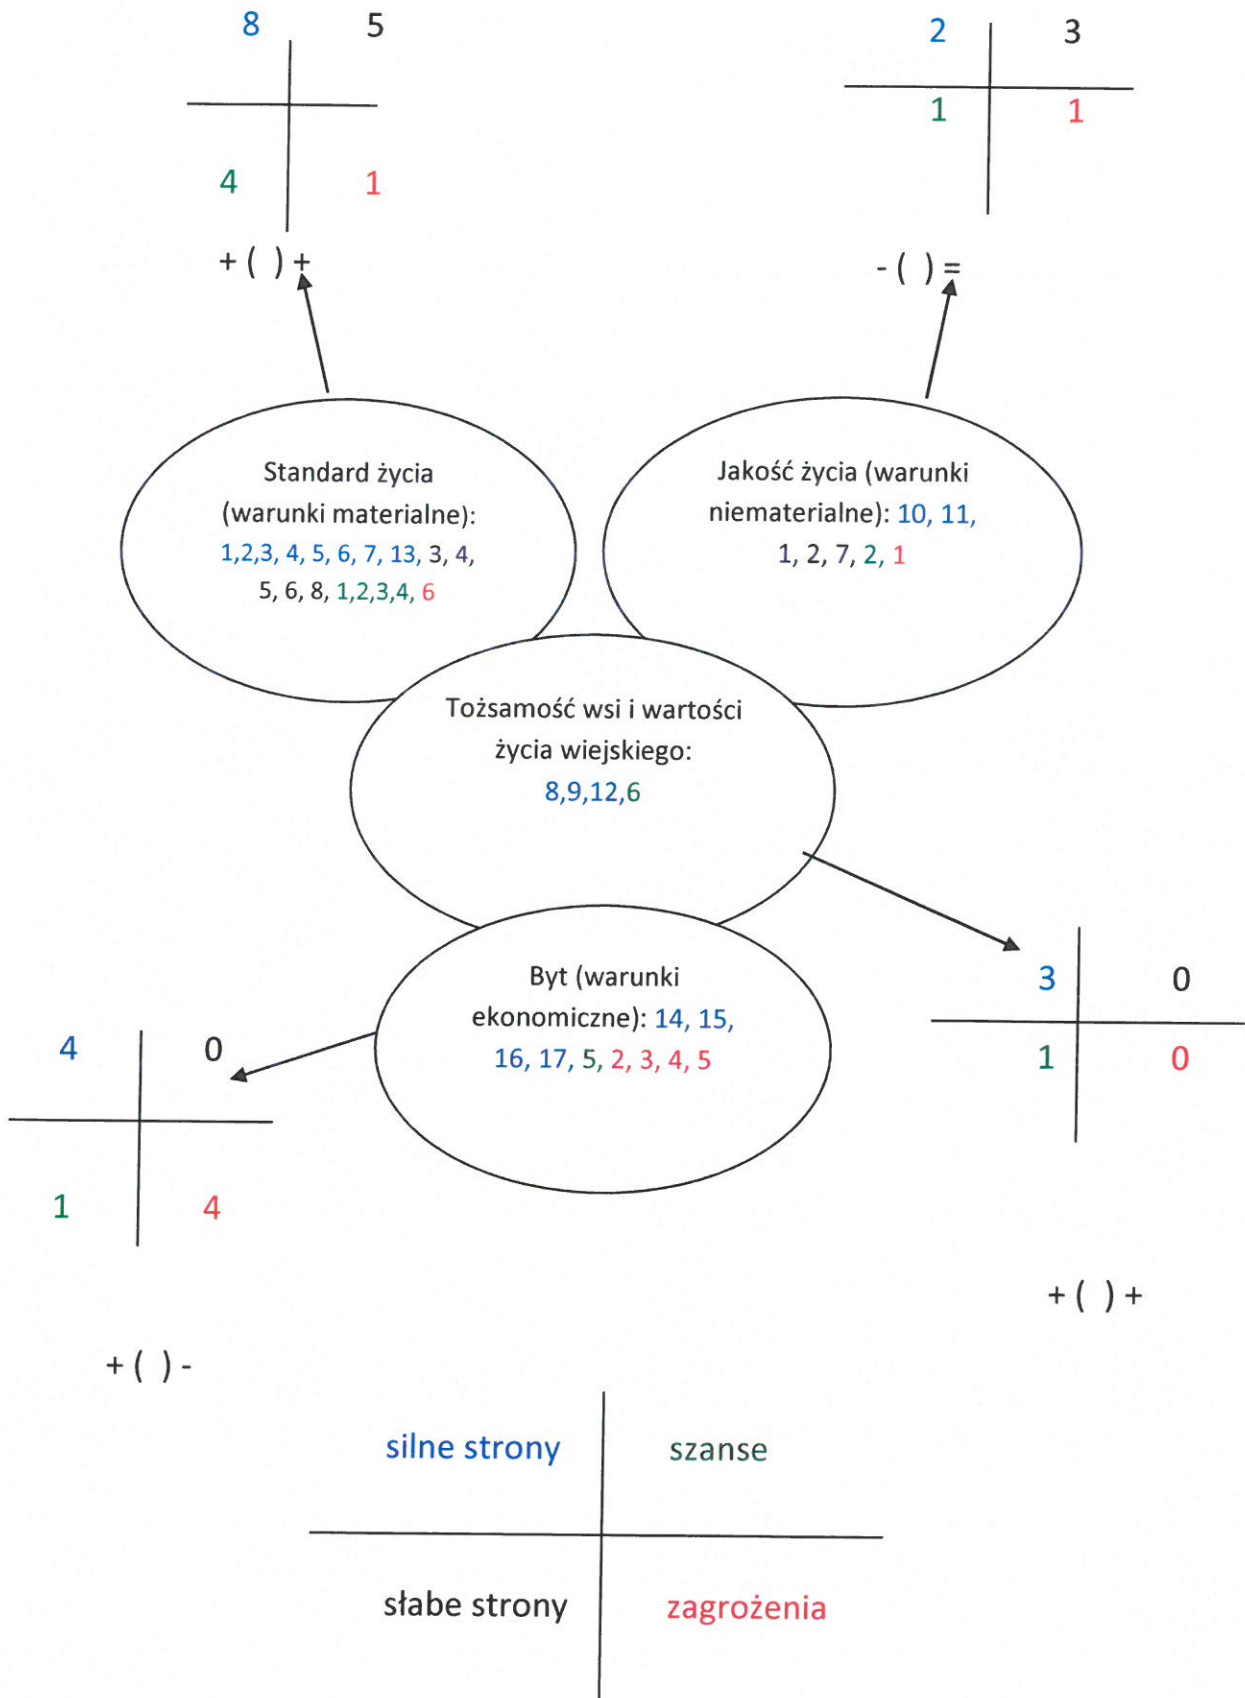 8 5
4 1
+ ( ) +
2 3
1 1
- ( ) =
Standard życia
(warunki materialne):
1,2,3, 4, 5, 6, 7, 13, 3, 4,
5, 6, 8, 1,2,3,4, 6
Jakość życia (warunki
niematerialne): 10, 11,
1, 2, 7, 2, 1
Tożsamość wsi i wartości
życia wiejskiego:
8,9,12,6
Byt (warunki
ekonomiczne): 14, 15,
16, 17, 5, 2, 3, 4, 5
3 0
1 0
+ ( ) +
4 0
1 4
+ ( ) -
silne strony szanse
słabe strony zagrożenia